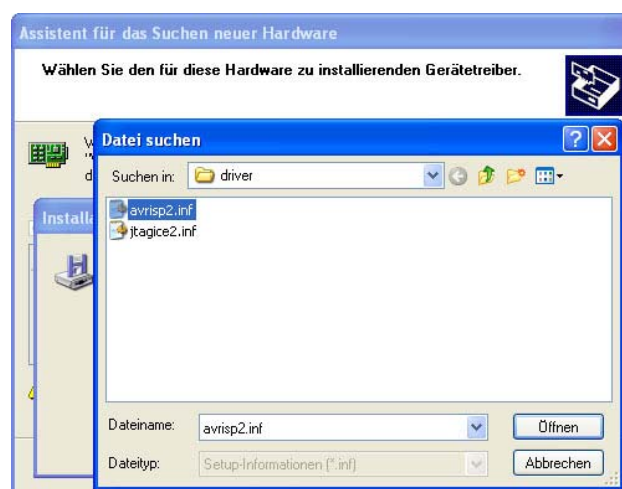 Assistent für das Suchen neuer Hardware
Wählen Sie den für diese Hardware zu installierenden Gerätetreiber.
Datei suchen
Suchen in:
driver
Installa
avrisp2.inf
jtagice2.inf
Dateiname:
avrisp2.inf
Öffnen
Dateityp:
Setup-Informationen (*.inf)
Abbrechen